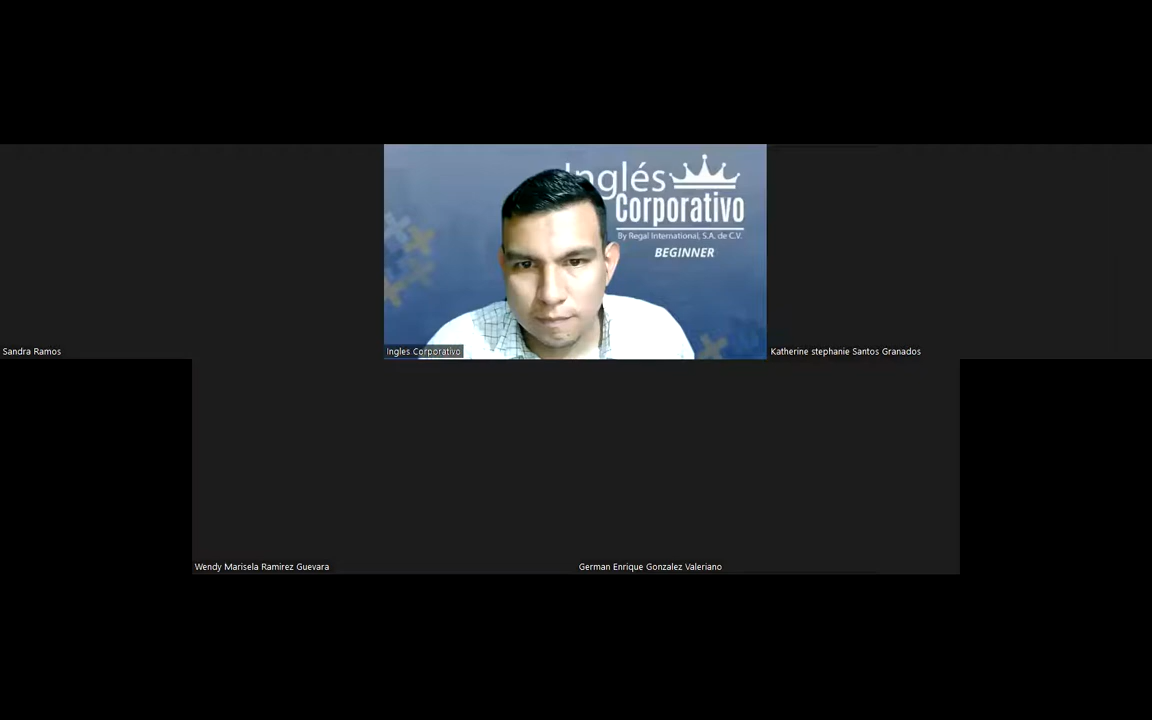 Inglés
Corporativo
By Regal International, S.A. de C.V.
BEGINNER
Sandra Ramos
Ingles Corporativo
Katherine stephanie Santos Granados
Wendy Marisela Ramirez Guevara
German Enrique Gonzalez Valeriano